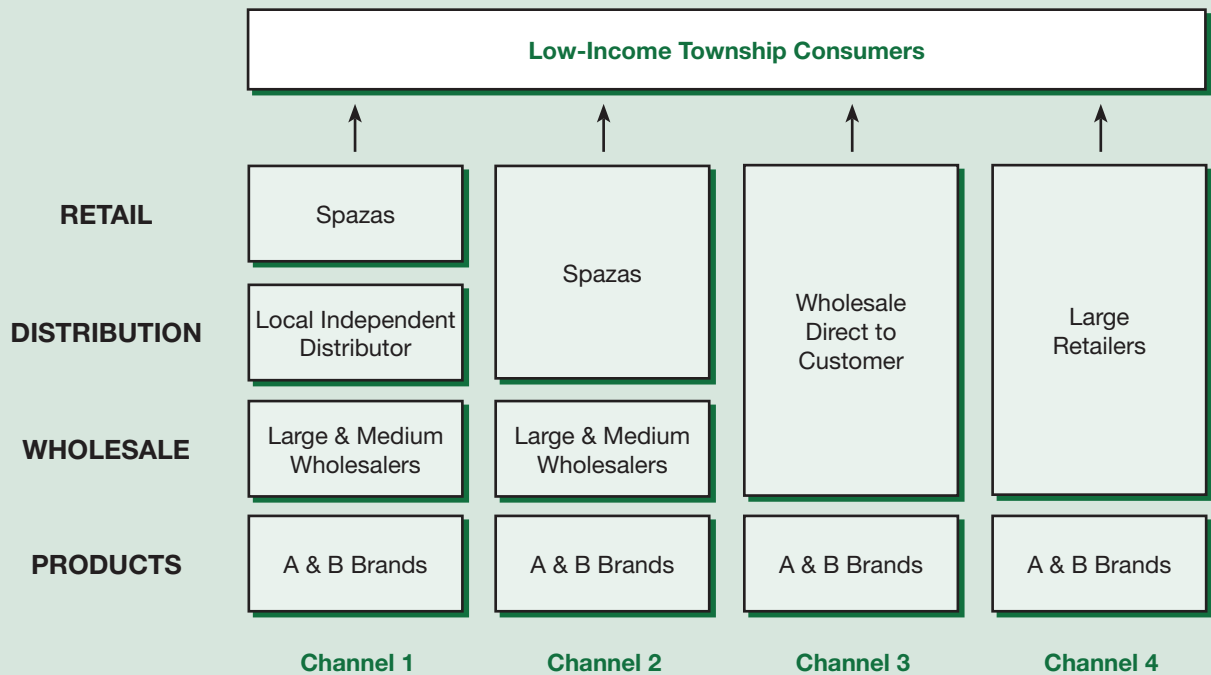 Low-Income Township Consumers
RETAIL
Spazas
Spazas
Wholesale
Direct to
Customer
Large
Retailers
DISTRIBUTION
Local Independent
Distributor
WHOLESALE
Large & Medium
Wholesalers
Large & Medium
Wholesalers
PRODUCTS
A & B Brands
A & B Brands
A & B Brands
A & B Brands
Channel 1
Channel 2
Channel 3
Channel 4